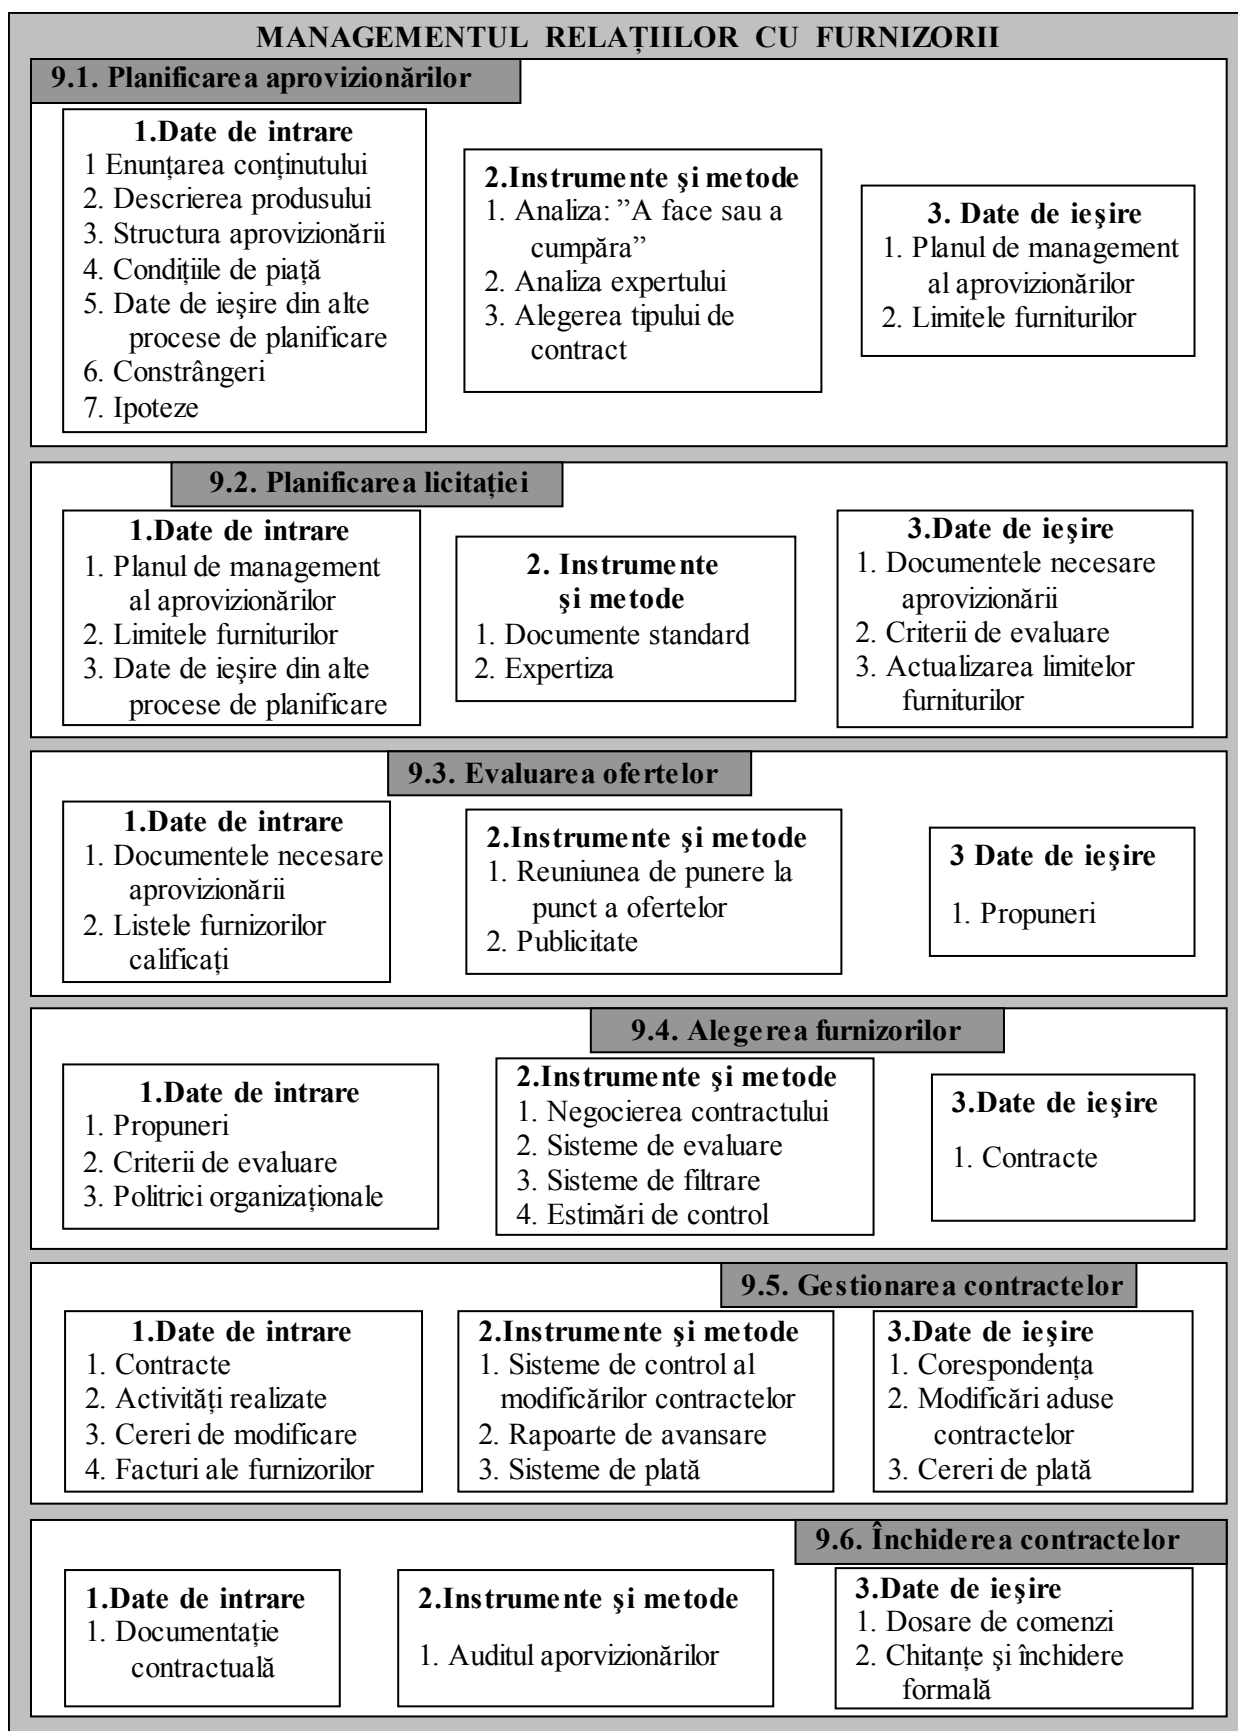 MANAGEMENTUL RELAȚIILOR CU FURNIZORII
9.1. Planificarea aprovizionărilor
1.Date de intrare
1 Enunțarea conținutului
2. Descrierea produsului
3. Structura aprovizionării
4. Condițiile de piață
5. Date de ieşire din alte
procese de planificare
6. Constrângeri
7. Ipoteze
2.Instrumente şi metode
1. Analiza: ”A face sau a
cumpăra”
2. Analiza expertului
3. Alegerea tipului de
contract
3. Date de ieşire
1. Planul de management
al aprovizionărilor
2. Limitele furniturilor
9.2. Planificarea licitației
1.Date de intrare
1. Planul de management
al aprovizionărilor
2. Limitele furniturilor
3. Date de ieşire din alte
procese de planificare
2. Instrumente
şi metode
1. Documente standard
2. Expertiza
3.Date de ieşire
1. Documentele necesare
aprovizionării
2. Criterii de evaluare
3. Actualizarea limitelor
furniturilor
9.3. Evaluarea ofertelor
1.Date de intrare
1. Documentele necesare
aprovizionării
2. Listele furnizorilor
calificați
2.Instrumente şi metode
1. Reuniunea de punere la
punct a ofertelor
2. Publicitate
3 Date de ieşire
1. Propuneri
9.4. Alegerea furnizorilor
1.Date de intrare
1. Propuneri
2. Criterii de evaluare
3. Politrici organizaționale
2.Instrumente şi metode
1. Negocierea contractului
2. Sisteme de evaluare
3. Sisteme de filtrare
4. Estimări de control
3.Date de ieşire
1. Contracte
9.5. Gestionarea contractelor
1.Date de intrare
1. Contracte
2. Activități realizate
3. Cereri de modificare
4. Facturi ale furnizorilor
2.Instrumente şi metode
1. Sisteme de control al
modificărilor contractelor
2. Rapoarte de avansare
3. Sisteme de plată
3.Date de ieşire
1. Corespondența
2. Modificări aduse
contractelor
3. Cereri de plată
9.6. Închiderea contractelor
1.Date de intrare
1. Documentație
contractuală
2.Instrumente şi metode
1. Auditul aporvizionărilor
3.Date de ieşire
1. Dosare de comenzi
2. Chitanțe şi închidere
formală